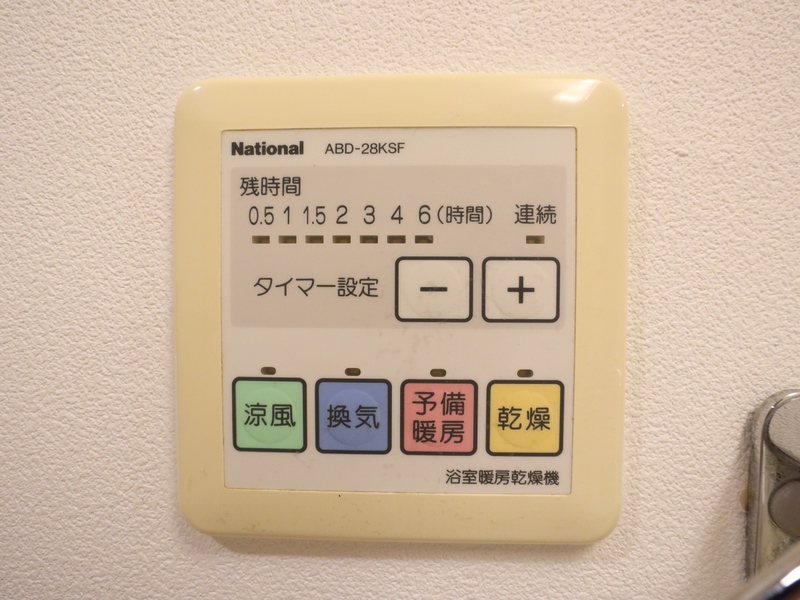 National ABD-28KSF
残時間
0.5 1 1.5 2 3 4 6 (時間) 連続
タイマー設定 − +
涼風 換気 予備暖房 乾燥
浴室暖房乾燥機